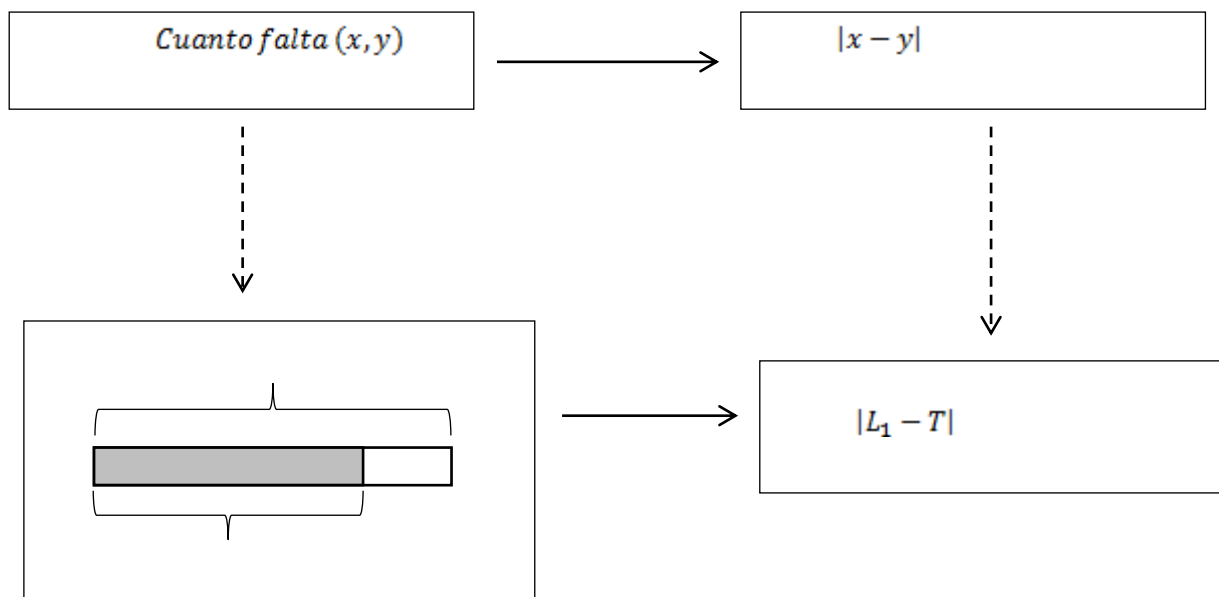 Cuanto falta (x, y)
|x − y|
|L₁ − T|